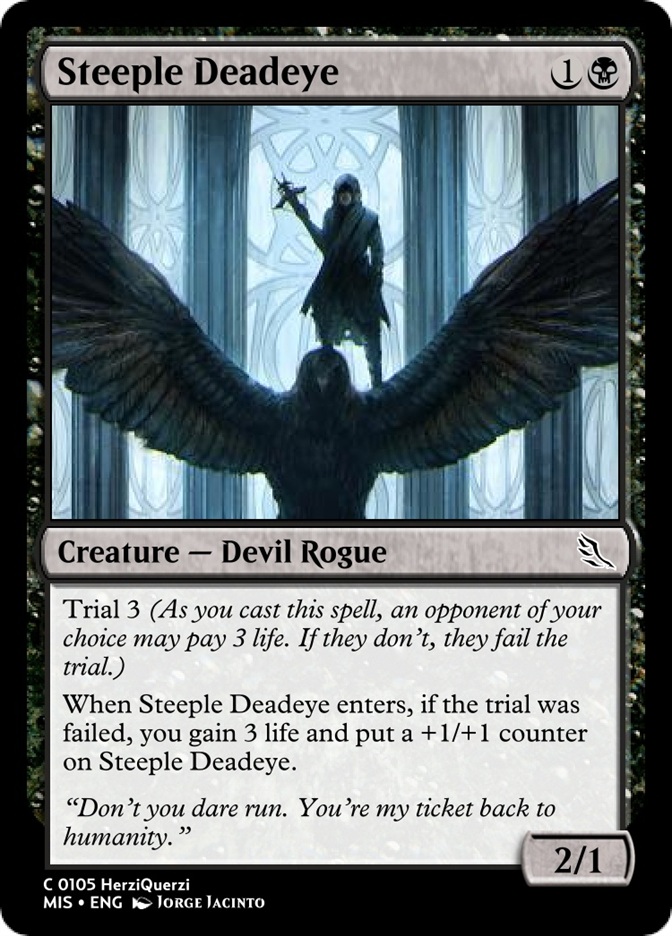 Steeple Deadeye 1
Creature — Devil Rogue
Trial 3 (As you cast this spell, an opponent of your
choice may pay 3 life. If they don't, they fail the
trial.)
When Steeple Deadeye enters, if the trial was
failed, you gain 3 life and put a +1/+1 counter
on Steeple Deadeye.
“Don't you dare run. You're my ticket back to
humanity.”
2/1
C 0105 HerziQuerzi
MIS • ENG Jorge Jacinto